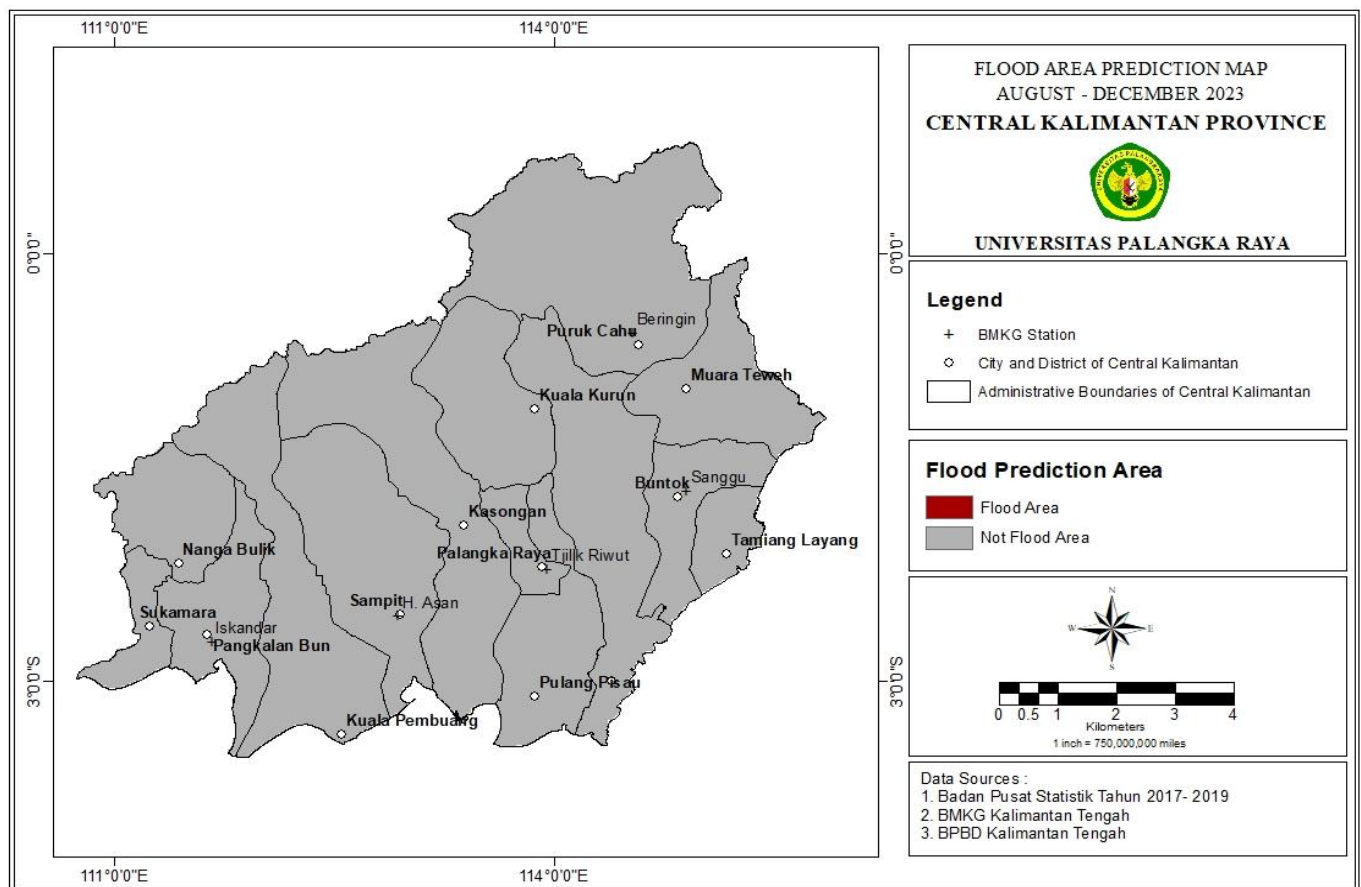 111°0'0"E
114°0'0"E
0°0'0"
0°0'0"
3°0'0"S
3°0'0"S
111°0'0"E
114°0'0"E
Beringin
Puruk Cahu
Muara Teweh
Kuala Kurun
Buntok
Sanggu
Kasongan
Tamiang Layang
Palangka Raya
Tjilik Riwut
Nanga Bulik
Sampit
H. Asan
Sukamara
Iskandar
Pangkalan Bun
Pulang Pisau
Kuala Pembuang
FLOOD AREA PREDICTION MAP
AUGUST - DECEMBER 2023
CENTRAL KALIMANTAN PROVINCE
UNIVERSITAS PALANGKARAYA
UNIVERSITAS PALANGKA RAYA
Legend
BMKG Station
City and District of Central Kalimantan
Administrative Boundaries of Central Kalimantan
Flood Prediction Area
Flood Area
Not Flood Area
N
W
E
S
0 0.5 1 2 3 4
Kilometers
1 inch = 750,000,000 miles
Data Sources :
1. Badan Pusat Statistik Tahun 2017- 2019
2. BMKG Kalimantan Tengah
3. BPBD Kalimantan Tengah